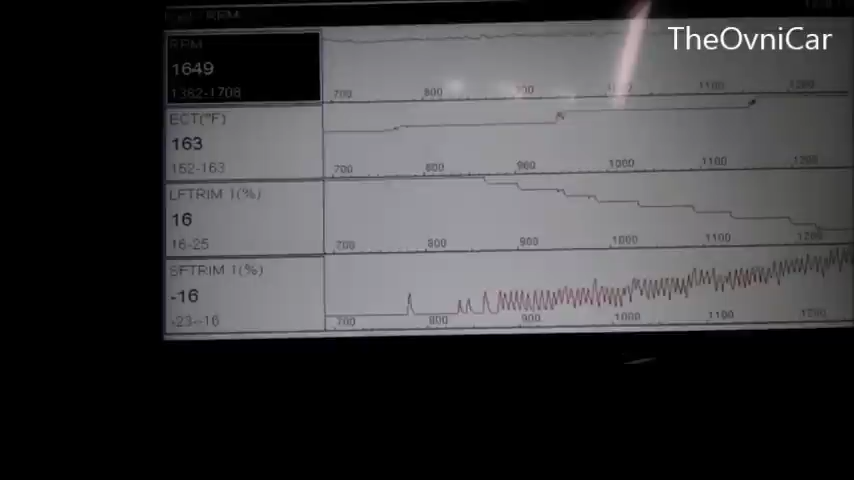 TheOvniCar
RPM
1649
1382-1708
700 800 900 1000 1100 1200
ECT(°F)
163
152-163
700 800 900 1000 1100 1200
LFTRIM 1(%)
16
16-25
700 800 900 1000 1100 1200
SFTRIM 1(%)
-16
-23--16
700 800 900 1000 1100 1200